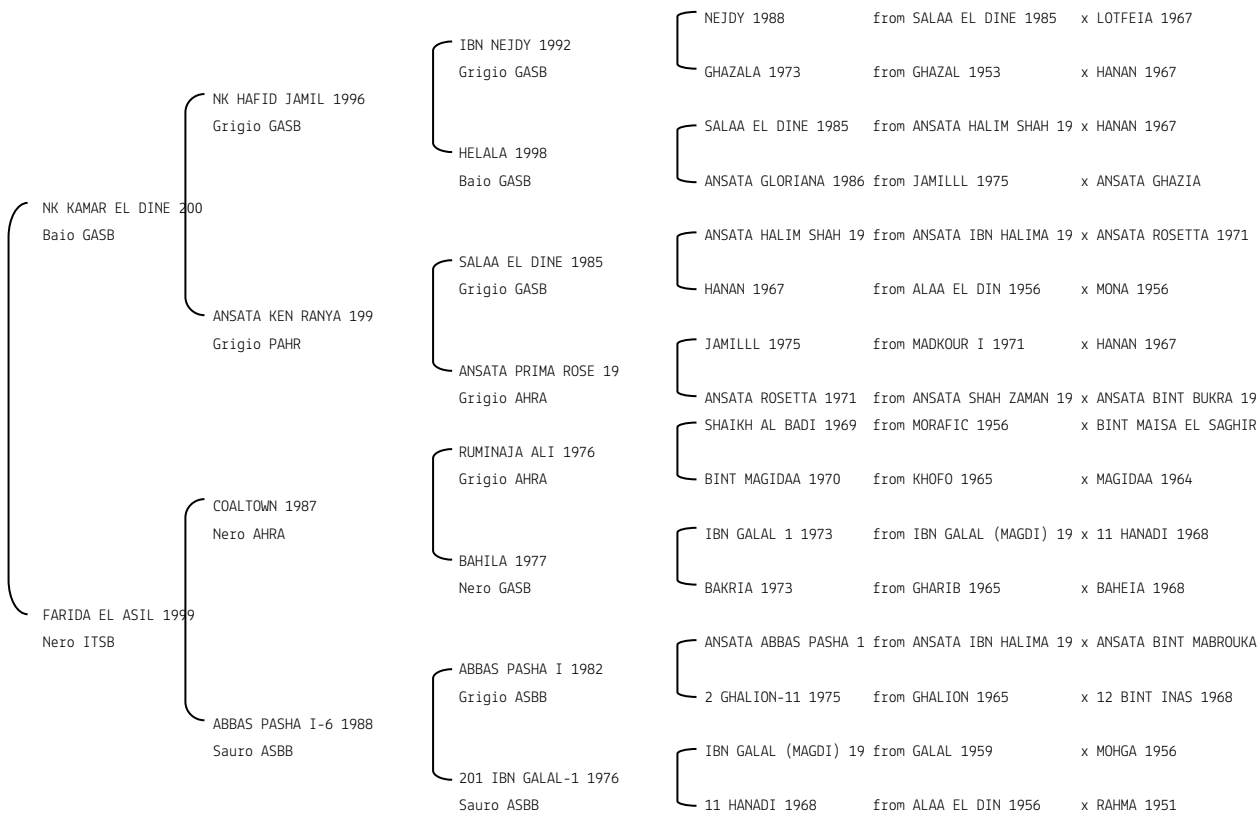 NEJDY 1988 from SALAA EL DINE 1985 x LOTFEIA 1967
IBN NEJDY 1992
Grigio GASB
GHAZALA 1973 from GHAZAL 1953 x HANAN 1967
NK HAFID JAMIL 1996
Grigio GASB
SALAA EL DINE 1985 from ANSATA HALIM SHAH 19 x HANAN 1967
HELALA 1998
Baio GASB
ANSATA GLORIANA 1986 from JAMILLL 1975 x ANSATA GHAZIA
NK KAMAR EL DINE 200
Baio GASB
ANSATA HALIM SHAH 19 from ANSATA IBN HALIMA 19 x ANSATA ROSETTA 1971
SALAA EL DINE 1985
Grigio GASB
HANAN 1967 from ALAA EL DIN 1956 x MONA 1956
ANSATA KEN RANYA 199
Grigio PAHR
JAMILLL 1975 from MADKOUR I 1971 x HANAN 1967
ANSATA PRIMA ROSE 19
Grigio AHRA
ANSATA ROSETTA 1971 from ANSATA SHAH ZAMAN 19 x ANSATA BINT BUKRA 19
SHAIKH AL BADI 1969 from MORAFIC 1956 x BINT MAISA EL SAGHIR
RUMINAJA ALI 1976
Grigio AHRA
BINT MAGIDAA 1970 from KHOFO 1965 x MAGIDAA 1964
COALTOWN 1987
Nero AHRA
IBN GALAL 1 1973 from IBN GALAL (MAGDI) 19 x 11 HANADI 1968
BAHILA 1977
Nero GASB
BAKRIA 1973 from GHARIB 1965 x BAHEIA 1968
FARIDA EL ASIL 1999
Nero ITSB
ANSATA ABBAS PASHA 1 from ANSATA IBN HALIMA 19 x ANSATA BINT MABROUKA
ABBAS PASHA I 1982
Grigio ASBB
2 GHALION-11 1975 from GHALION 1965 x 12 BINT INAS 1968
ABBAS PASHA I-6 1988
Sauro ASBB
IBN GALAL (MAGDI) 19 from GALAL 1959 x MOHGA 1956
201 IBN GALAL-1 1976
Sauro ASBB
11 HANADI 1968 from ALAA EL DIN 1956 x RAHMA 1951